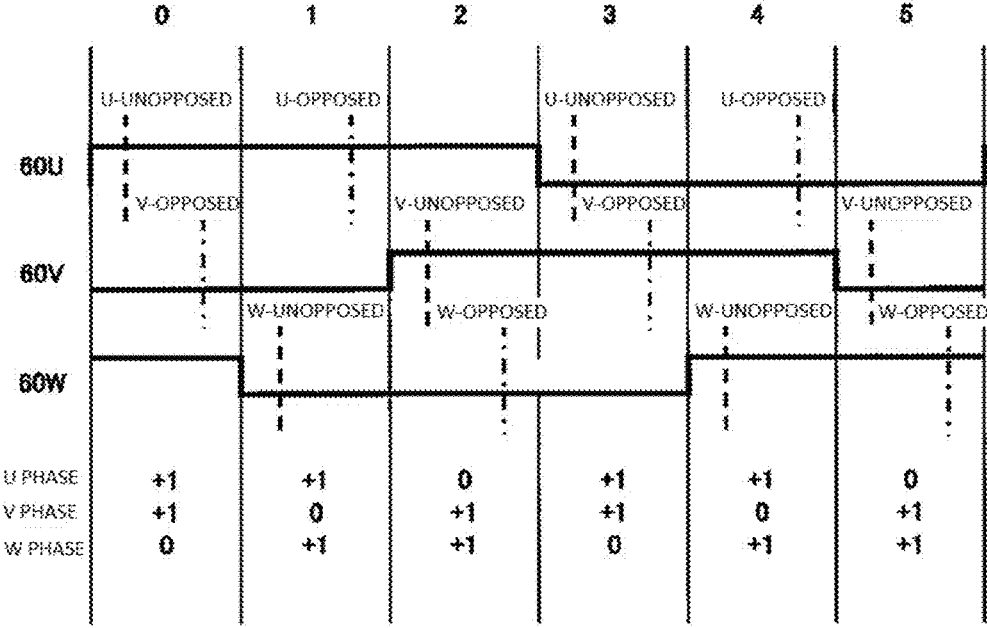 0 1 2 3 4 5
U-UNOPPOSED U-OPPOSED U-UNOPPOSED U-OPPOSED
60U
V-OPPOSED V-UNOPPOSED V-OPPOSED V-UNOPPOSED
60V
W-UNOPPOSED W-OPPOSED W-UNOPPOSED W-OPPOSED
60W
U PHASE +1 +1 0 +1 +1 0
V PHASE +1 0 +1 +1 0 +1
W PHASE 0 +1 +1 0 +1 +1